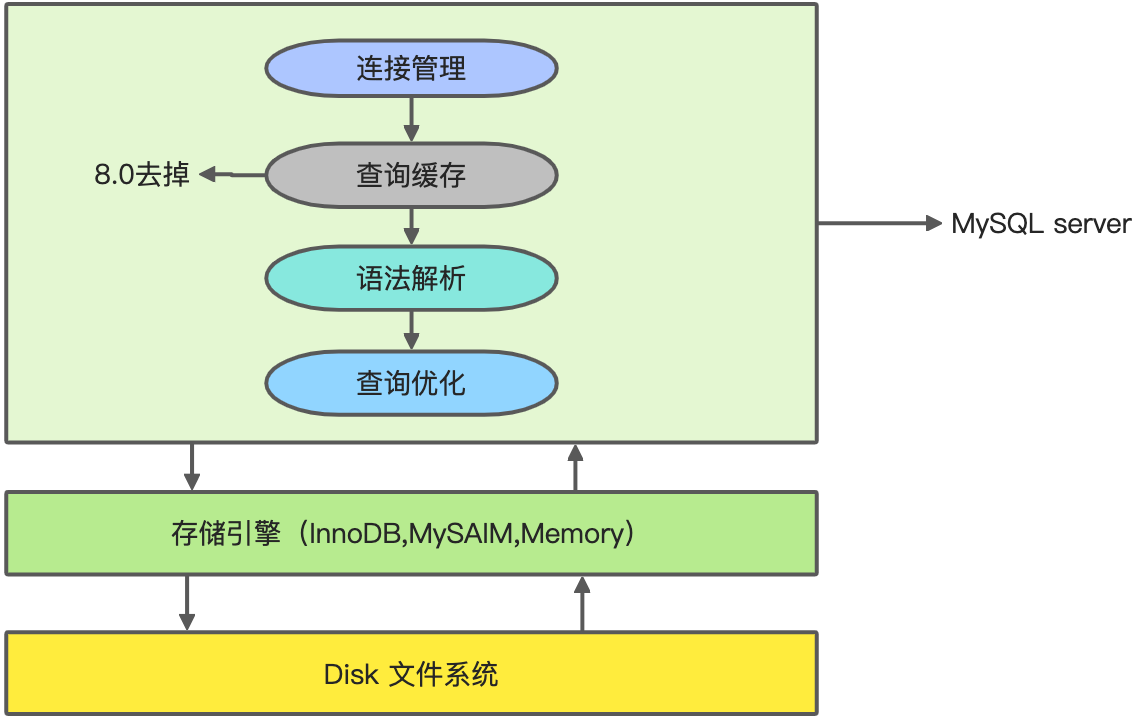 连接管理
8.0去掉
查询缓存
MySQL server
语法解析
查询优化
存储引擎（InnoDB,MySAIM,Memory）
Disk 文件系统